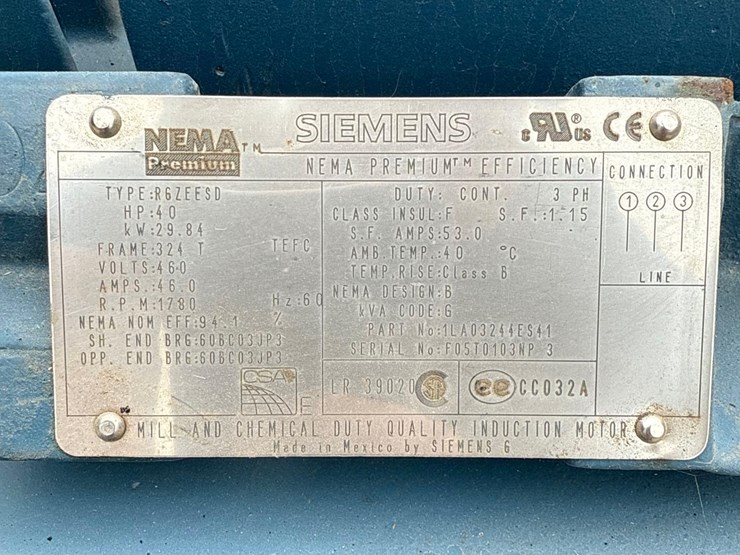 NEMA TM
Premium
SIEMENS
c UL ® US CE
NEMA PREMIUM™ EFFICIENCY
TYPE:RGZEESD
HP:40
kW:29.84
FRAME:324 T TEFC
VOLTS:460
AMPS.:46.0
R.P.M:1780 Hz:60
NEMA NOM EFF:94.1 %
SH. END BRG:60BC03JP3
OPP. END BRG:60BC03JP3
CSA E
DUTY: CONT. 3 PH
CLASS INSUL:F S.F.:1.15
S.F. AMPS:53.0
AMB.TEMP.:40 °C
TEMP.RISE:Class B
NEMA DESIGN:B
kVA CODE:G
PART No:1LA03244ES41
SERIAL No:F05T0103NP 3
LR 39020
ee CC032A
CONNECTION
1 2 3
LINE
MILL AND CHEMICAL DUTY QUALITY INDUCTION MOTOR
Made in Mexico by SIEMENS G